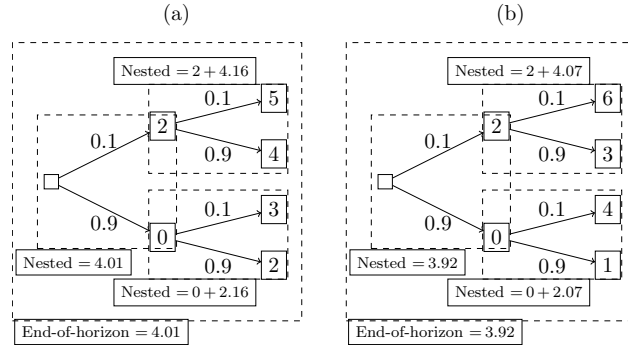 (a)
Nested = 2 + 4.16
0.1
5
2
0.1
0.9
4
0.1
3
0.9
0
Nested = 4.01
0.9
2
Nested = 0 + 2.16
End-of-horizon = 4.01
(b)
Nested = 2 + 4.07
0.1
6
2
0.1
0.9
3
0.1
4
0.9
0
Nested = 3.92
0.9
1
Nested = 0 + 2.07
End-of-horizon = 3.92